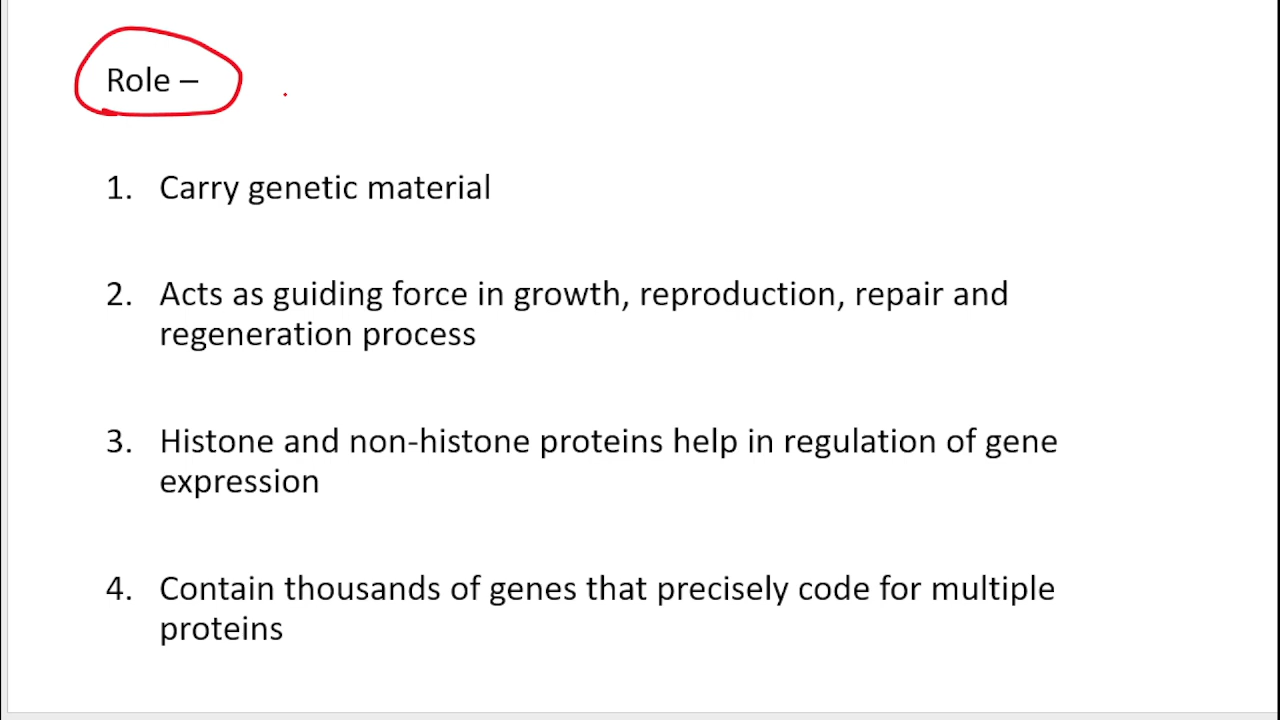 Role –
1. Carry genetic material
2. Acts as guiding force in growth, reproduction, repair and
regeneration process
3. Histone and non-histone proteins help in regulation of gene
expression
4. Contain thousands of genes that precisely code for multiple
proteins